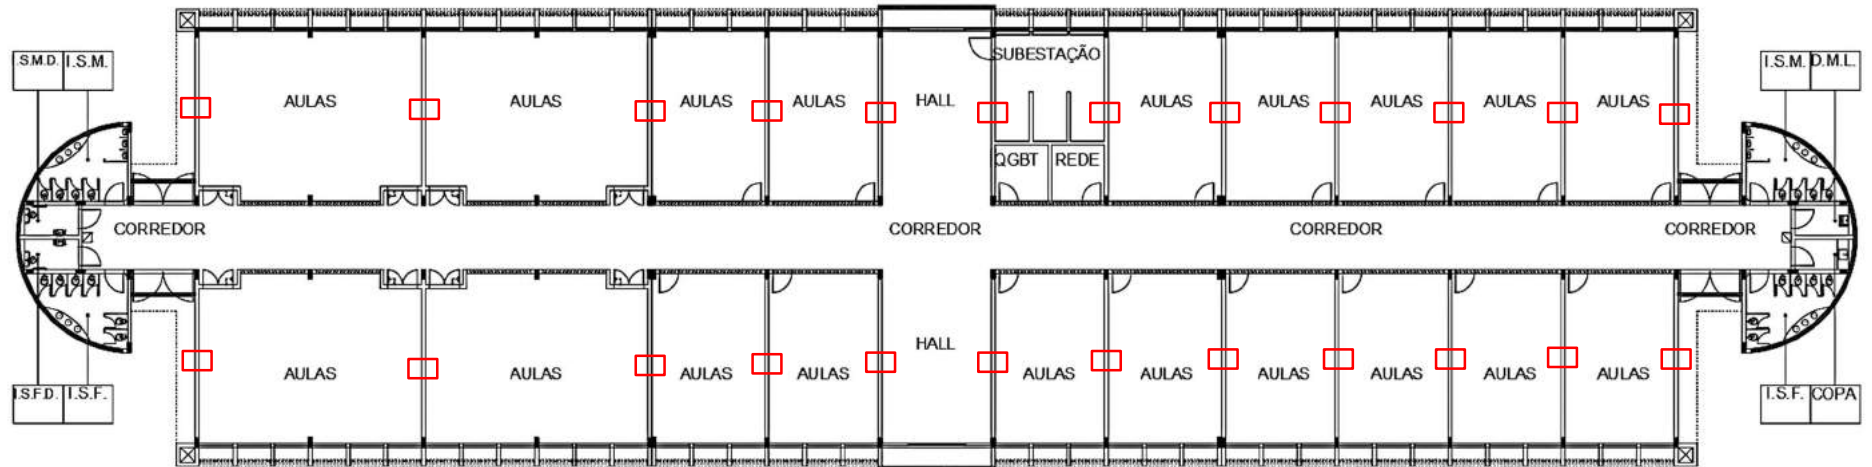 I.S.M.D. I.S.M.
SUBESTAÇÃO
I.S.M. D.M.L.
AULAS AULAS AULAS AULAS HALL AULAS AULAS AULAS AULAS AULAS
QGBT REDE
CORREDOR CORREDOR CORREDOR CORREDOR
HALL
AULAS AULAS AULAS AULAS AULAS AULAS AULAS AULAS AULAS AULAS
I.S.F.D. I.S.F.
I.S.F. COPA